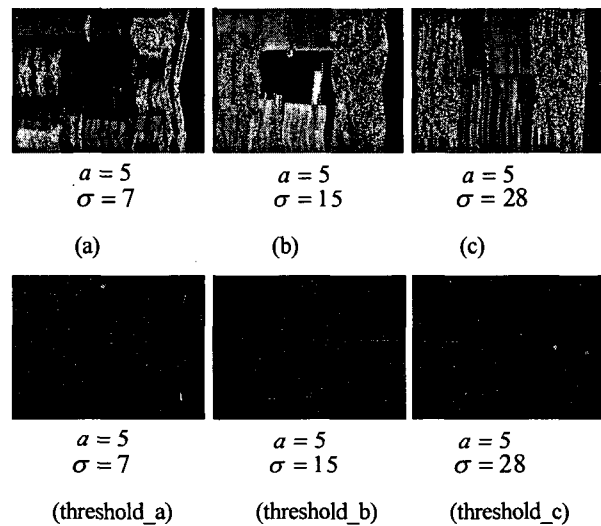 a = 5 a = 5 a = 5
σ = 7 σ = 15 σ = 28
(a) (b) (c)
a = 5 a = 5 a = 5
σ = 7 σ = 15 σ = 28
(threshold_a) (threshold_b) (threshold_c)